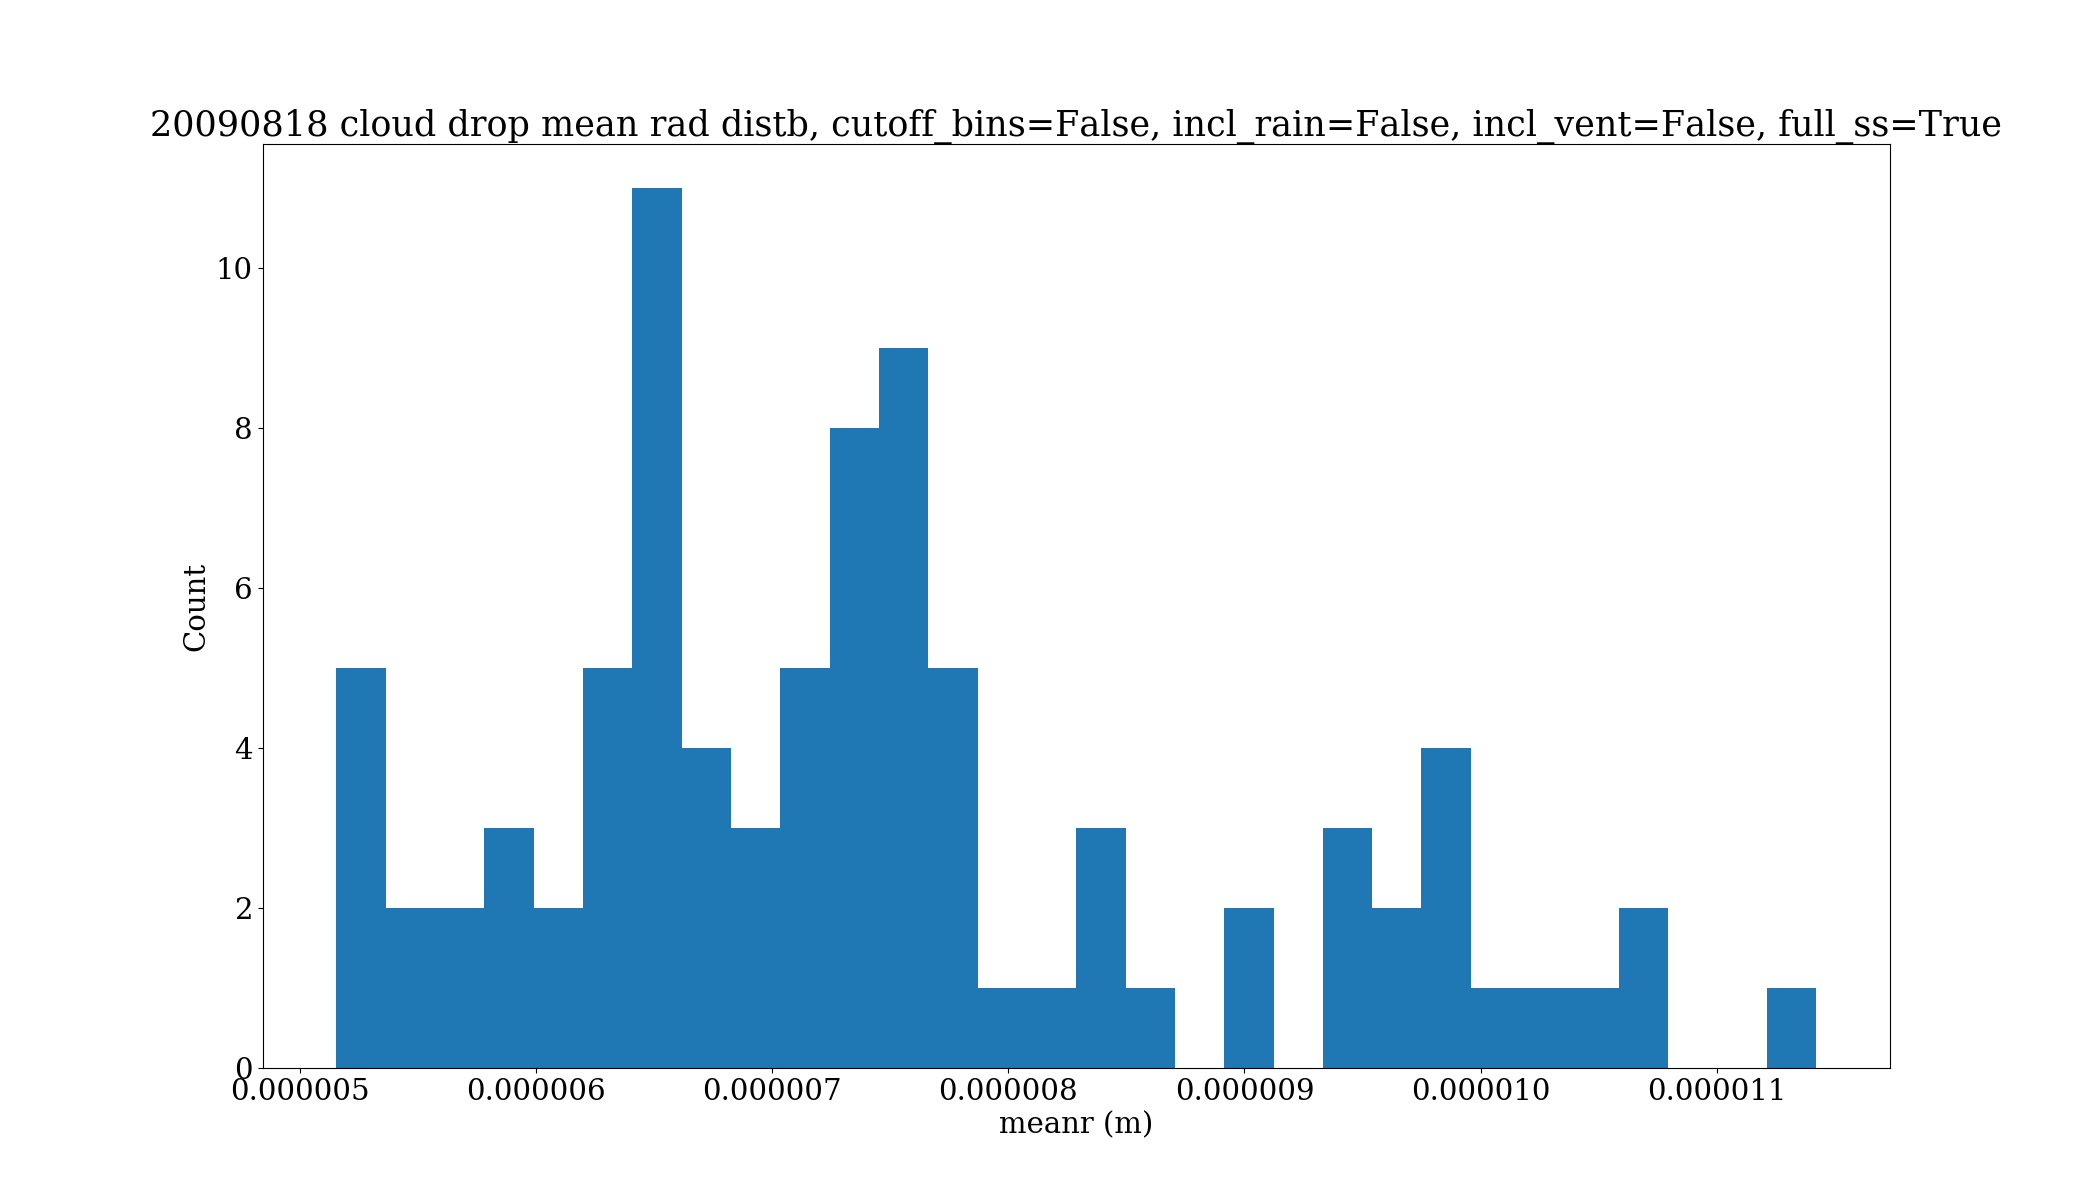 20090818 cloud drop mean rad distb, cutoff_bins=False, incl_rain=False, incl_vent=False, full_ss=True
10
8
6
4
2
0
Count
0.000005 0.000006 0.000007 0.000008 0.000009 0.000010 0.000011
meanr (m)